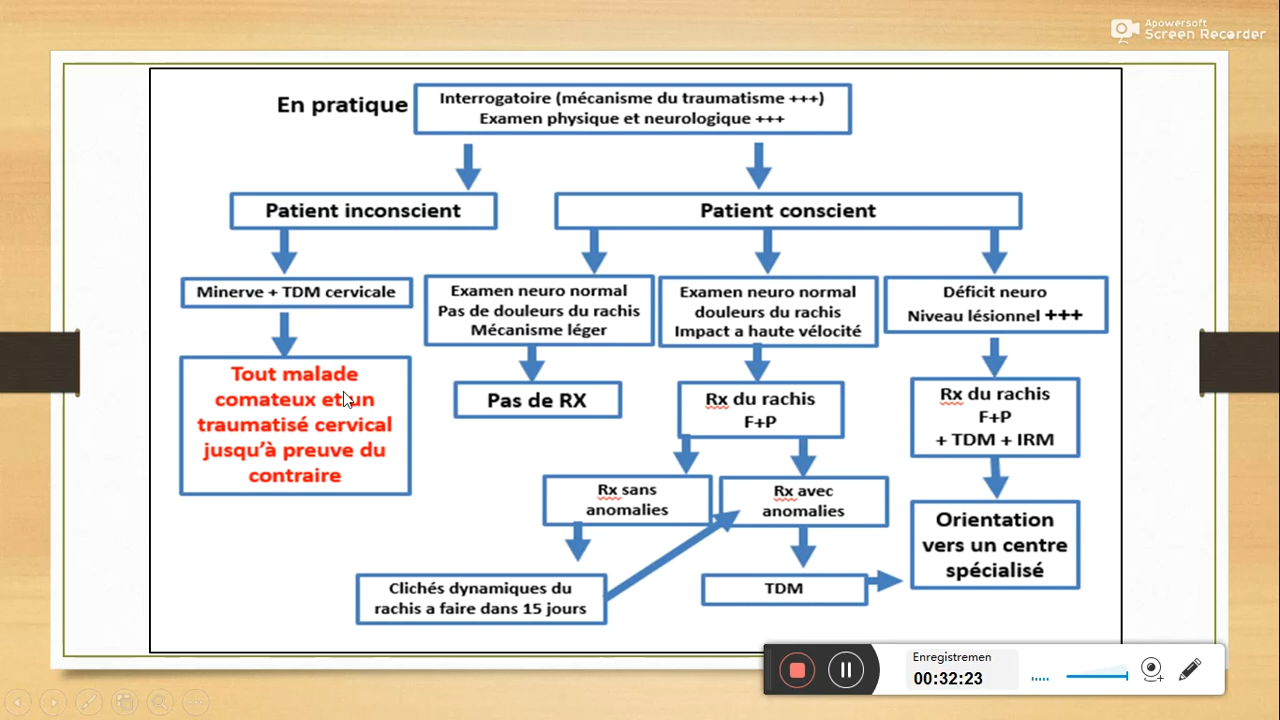 Apowersoft
Screen Recorder
En pratique
Interrogatoire (mécanisme du traumatisme +++)
Examen physique et neurologique +++
Patient inconscient
Patient conscient
Minerve + TDM cervicale
Examen neuro normal
Pas de douleurs du rachis
Mécanisme léger
Examen neuro normal
douleurs du rachis
Impact a haute vélocité
Déficit neuro
Niveau lésionnel +++
Tout malade
comateux et un
traumatisé cervical
jusqu’à preuve du
contraire
Pas de RX
Rx du rachis
F+P
Rx du rachis
F+P
+ TDM + IRM
Rx sans
anomalies
Rx avec
anomalies
Orientation
vers un centre
spécialisé
Clichés dynamiques du
rachis a faire dans 15 jours
TDM
Enregistremen
00:32:23